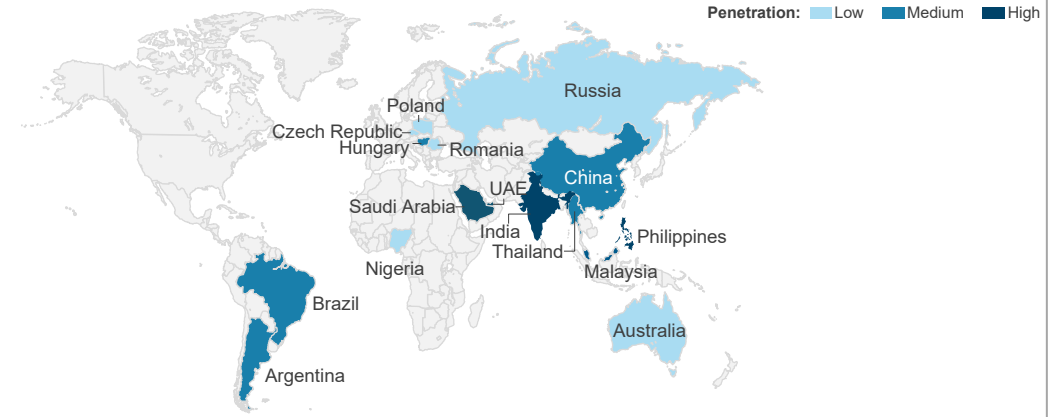 Penetration: Low Medium High
Russia
Poland
Czech Republic
Hungary
Romania
China
UAE
Saudi Arabia
India
Thailand
Philippines
Nigeria
Malaysia
Brazil
Australia
Argentina